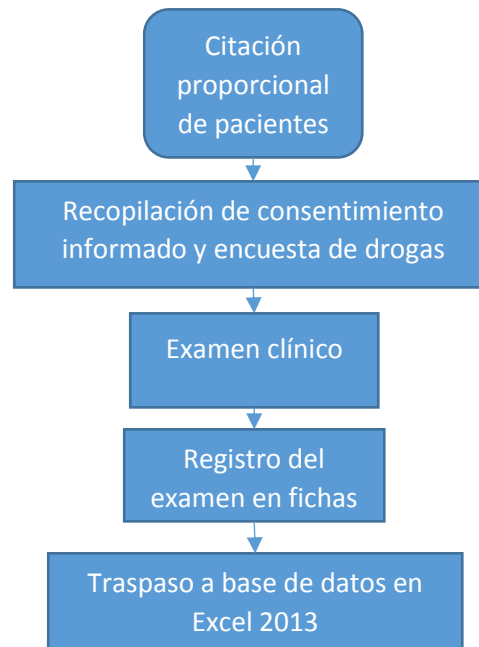 Citación
proporcional
de pacientes
Recopilación de consentimiento
informado y encuesta de drogas
Examen clínico
Registro del
examen en fichas
Traspaso a base de datos en
Excel 2013